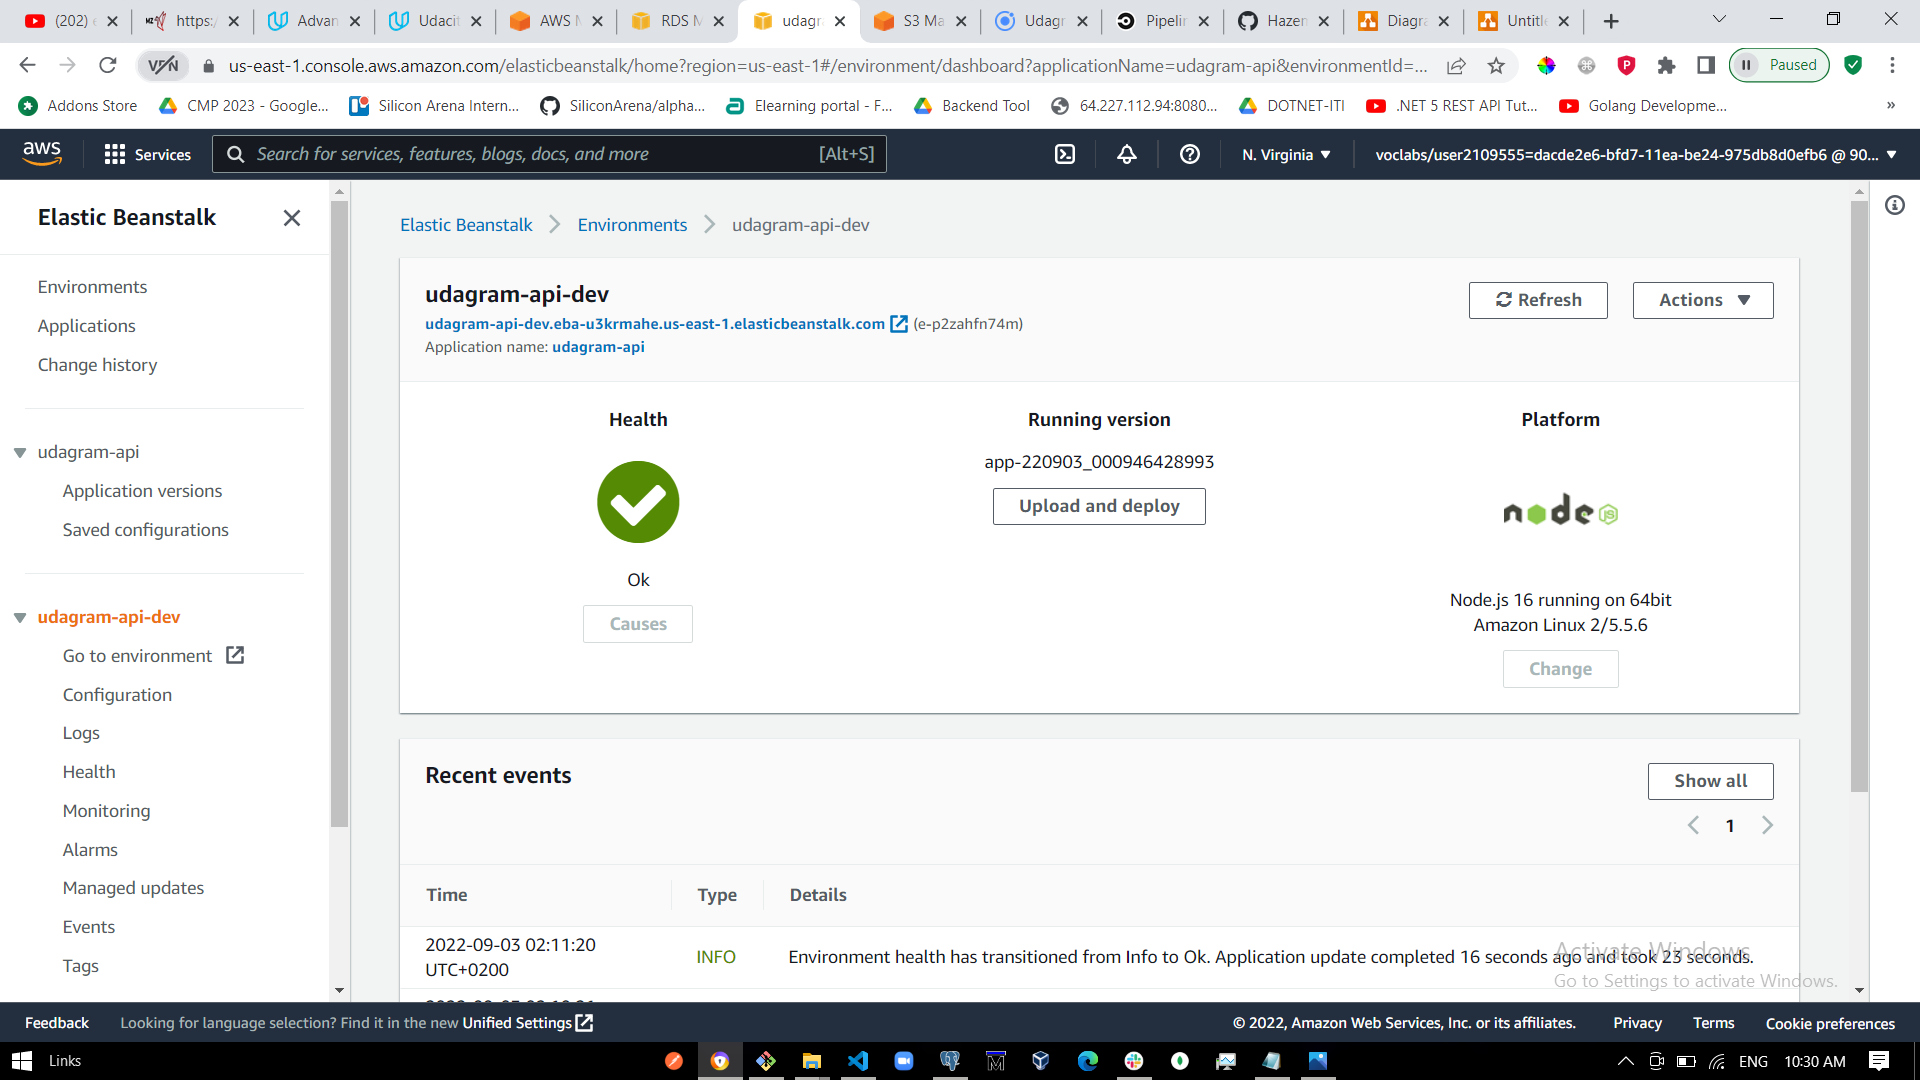 (202)
https:/
Advan
Udacit
AWS
RDS M
udagr
S3 Ma
Udagr
Pipelin
Hazen
Diagra
Untitle
VPN
us-east-1.console.aws.amazon.com/elasticbeanstalk/home?region=us-east-1#/environment/dashboard?applicationName=udagram-api&environmentId=...
Paused
Addons Store
CMP 2023 - Google...
Silicon Arena Intern...
SiliconArena/alpha...
Elearning portal - F...
Backend Tool
64.227.112.94:8080...
DOTNET-ITI
.NET 5 REST API Tut...
Golang Developme...
»
aws
Services
Search for services, features, blogs, docs, and more
[Alt+S]
N. Virginia
voclabs/user2109555=dacde2e6-bfd7-11ea-be24-975db8d0efb6 @ 90...
Elastic Beanstalk
Environments
Applications
Change history
udagram-api
Application versions
Saved configurations
udagram-api-dev
Go to environment
Configuration
Logs
Health
Monitoring
Alarms
Managed updates
Events
Tags
Elastic Beanstalk
Environments
udagram-api-dev
udagram-api-dev
udagram-api-dev.eba-u3krmahe.us-east-1.elasticbeanstalk.com (e-p2zahfn74m)
Application name: udagram-api
Refresh
Actions
Health
Ok
Causes
Running version
app-220903_000946428993
Upload and deploy
Platform
node JS
Node.js 16 running on 64bit
Amazon Linux 2/5.5.6
Change
Recent events
Show all
1
Time
Type
Details
2022-09-03 02:11:20
UTC+0200
INFO
Environment health has transitioned from Info to Ok. Application update completed 16 seconds ago and took 23 seconds.
Activate Windows
Go to Settings to activate Windows.
Feedback
Looking for language selection? Find it in the new Unified Settings
© 2022, Amazon Web Services, Inc. or its affiliates.
Privacy
Terms
Cookie preferences
Links
ENG
10:30 AM